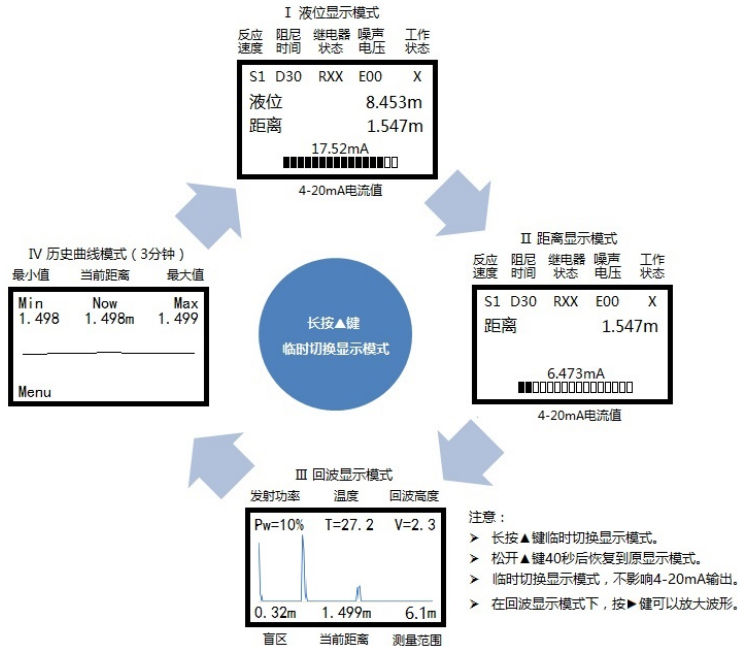 I 液位显示模式
反应速度 阻尼时间 继电器状态 噪声电压 工作状态
S1 D30 RXX E00 X
液位 8.453m
距离 1.547m
17.52mA
4-20mA电流值
II 距离显示模式
反应速度 阻尼时间 继电器状态 噪声电压 工作状态
S1 D30 RXX E00 X
距离 1.547m
6.473mA
4-20mA电流值
IV 历史曲线模式（3分钟）
最小值 当前距离 最大值
Min Now Max
1.498 1.498m 1.499
Menu
长按▲键
临时切换显示模式
III 回波显示模式
发射功率 温度 回波高度
Pw=10% T=27.2 V=2.3
0.32m 1.499m 6.1m
盲区 当前距离 测量范围
注意：
➢ 长按▲键临时切换显示模式。
➢ 松开▲键40秒后恢复到原显示模式。
➢ 临时切换显示模式，不影响4-20mA输出。
➢ 在回波显示模式下，按▶健可以放大波形。